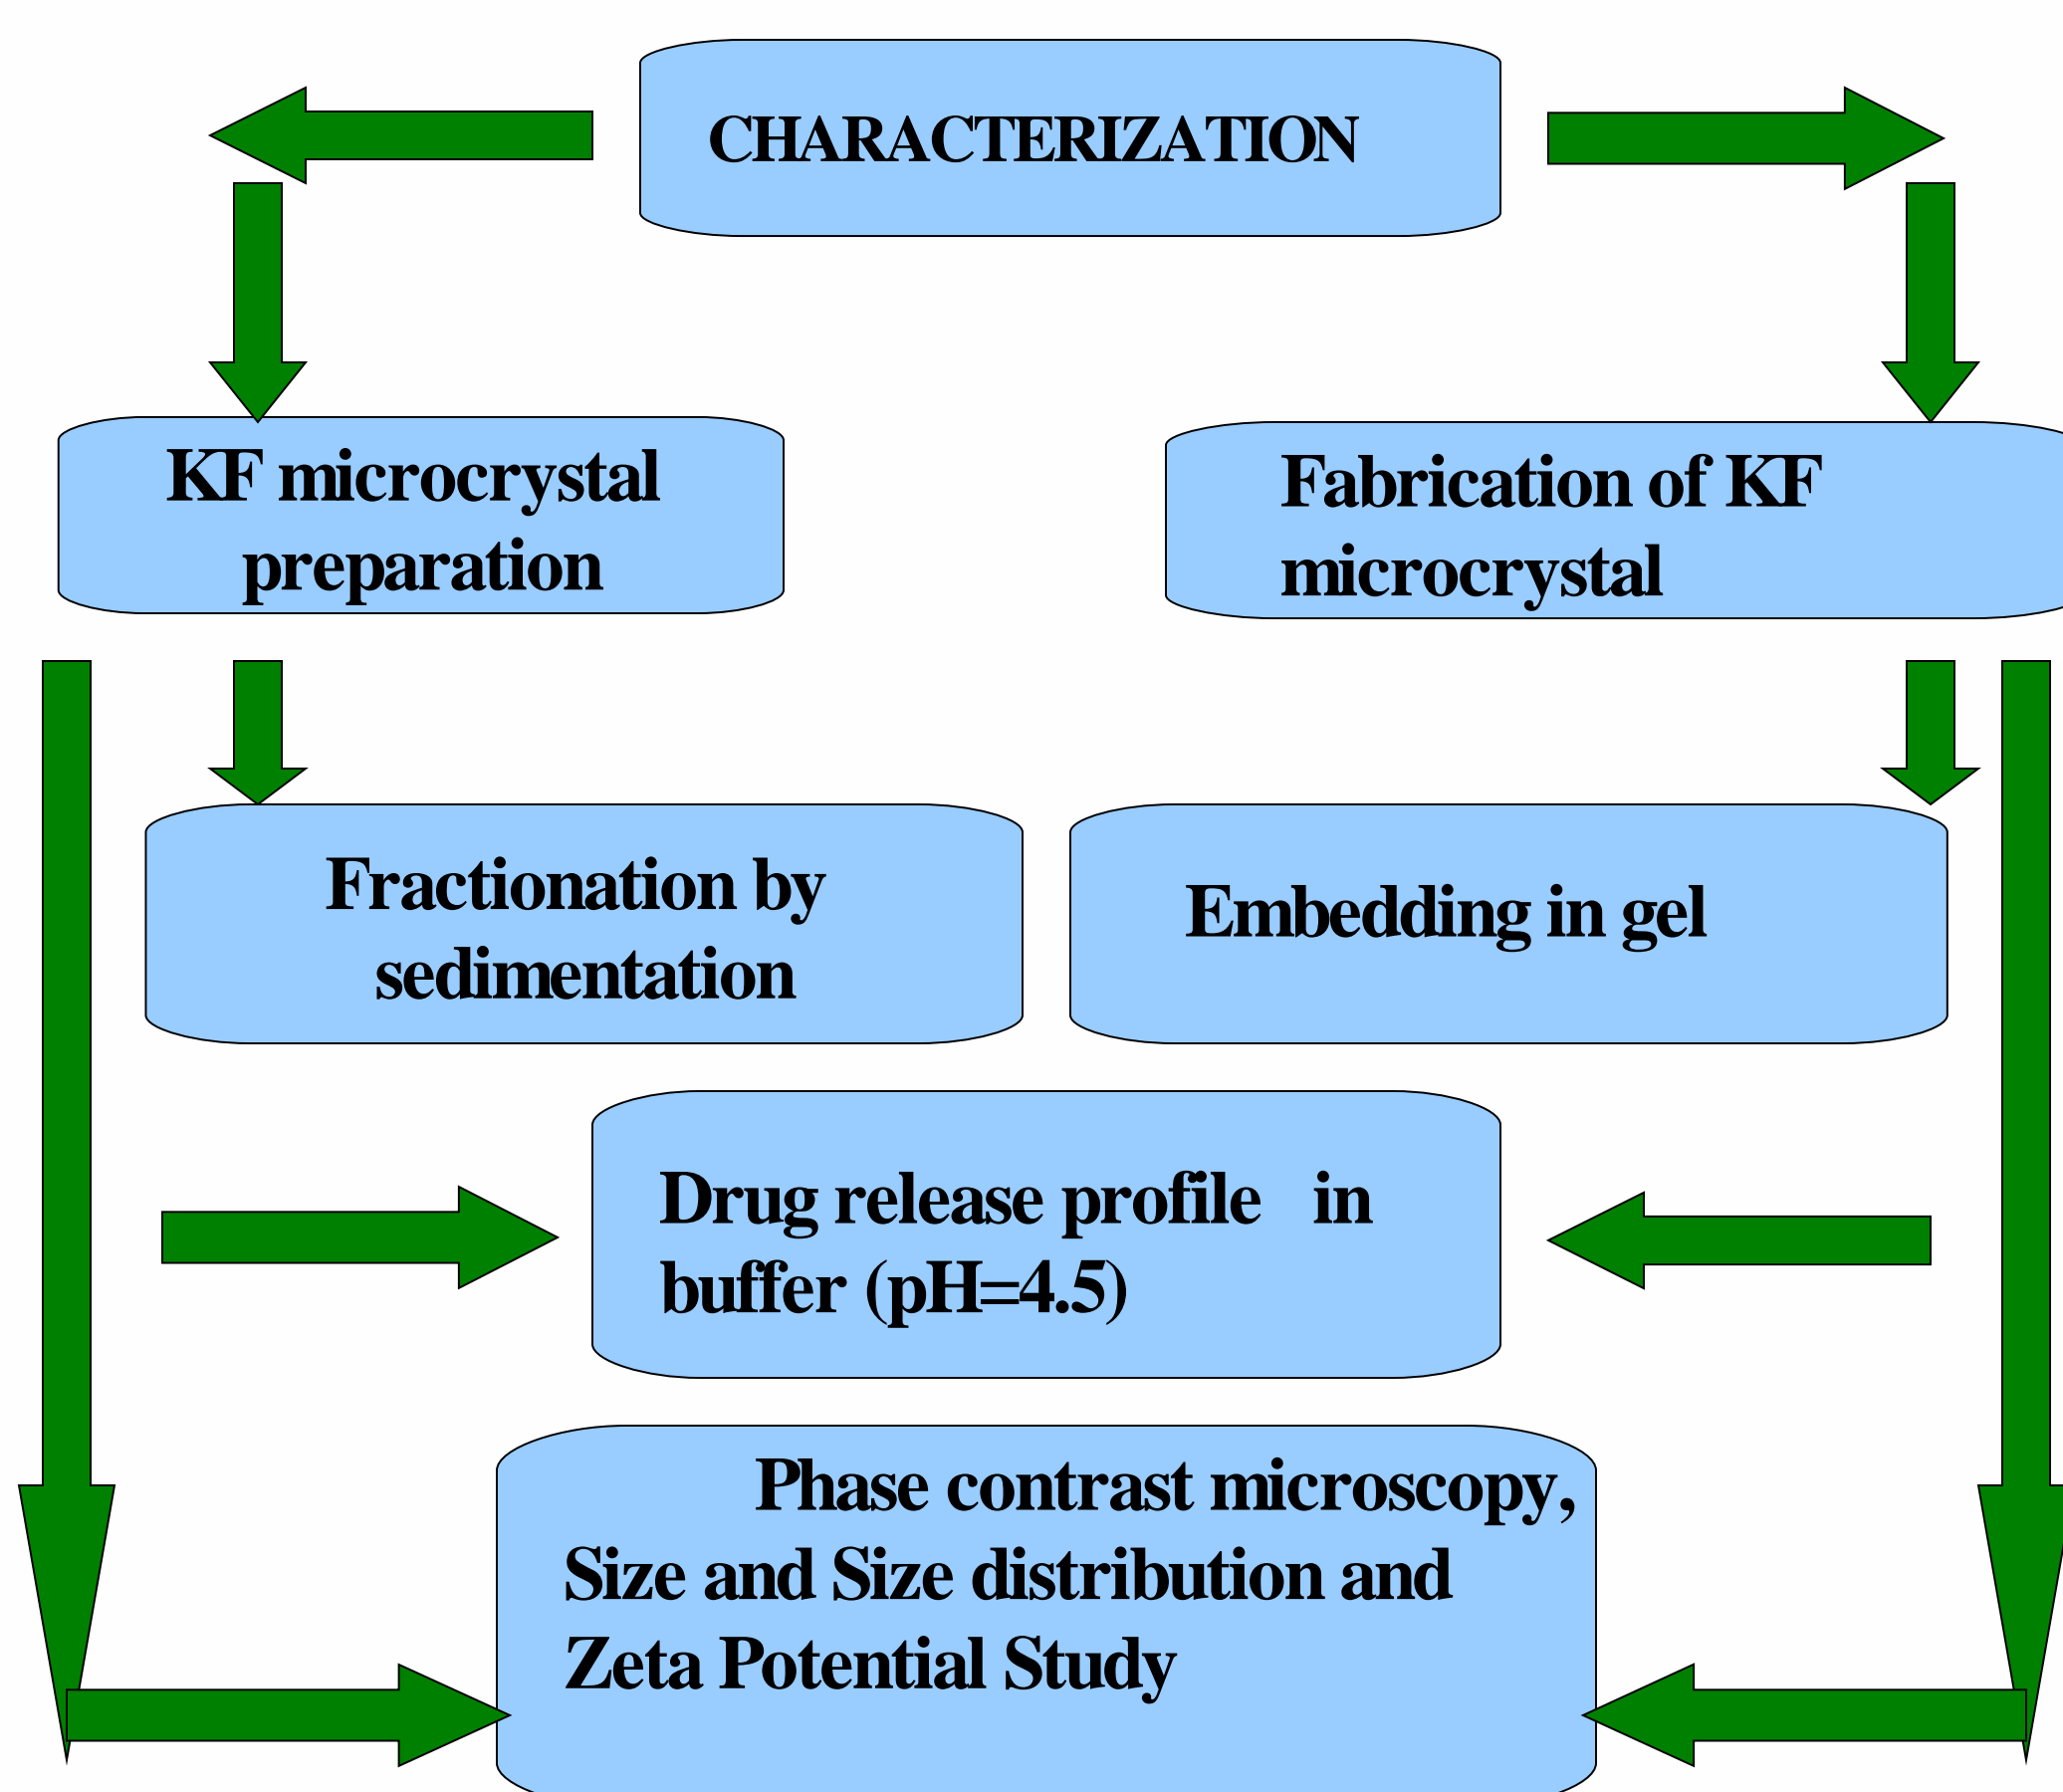 CHARACTERIZATION
KF microcrystal
preparation
Fabrication of KF
microcrystal
Fractionation by
sedimentation
Embedding in gel
Drug release profile in
buffer (pH=4.5)
Phase contrast microscopy,
Size and Size distribution and
Zeta Potential Study